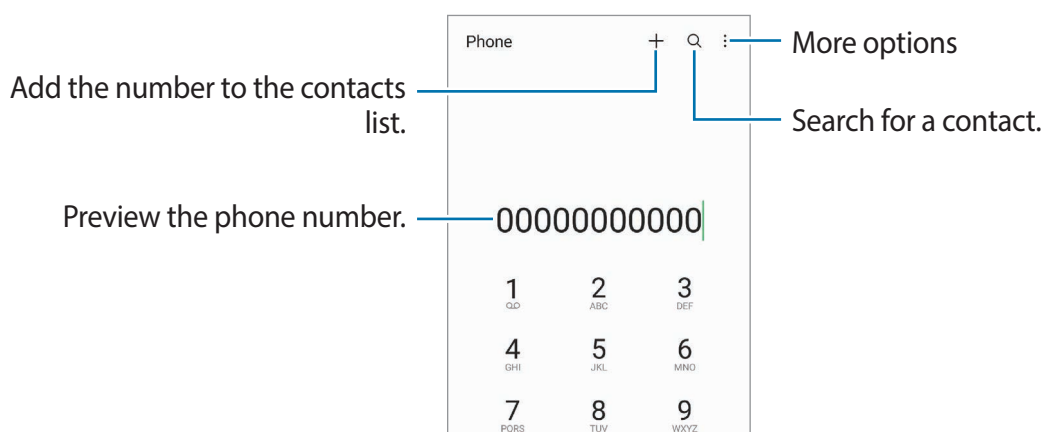 Phone
More options
Add the number to the contacts
list.
Search for a contact.
Preview the phone number.
00000000000
1 2 3
ABC DEF
4 5 6
GHI JKL MNO
7 8 9
PQRS TUV WXYZ